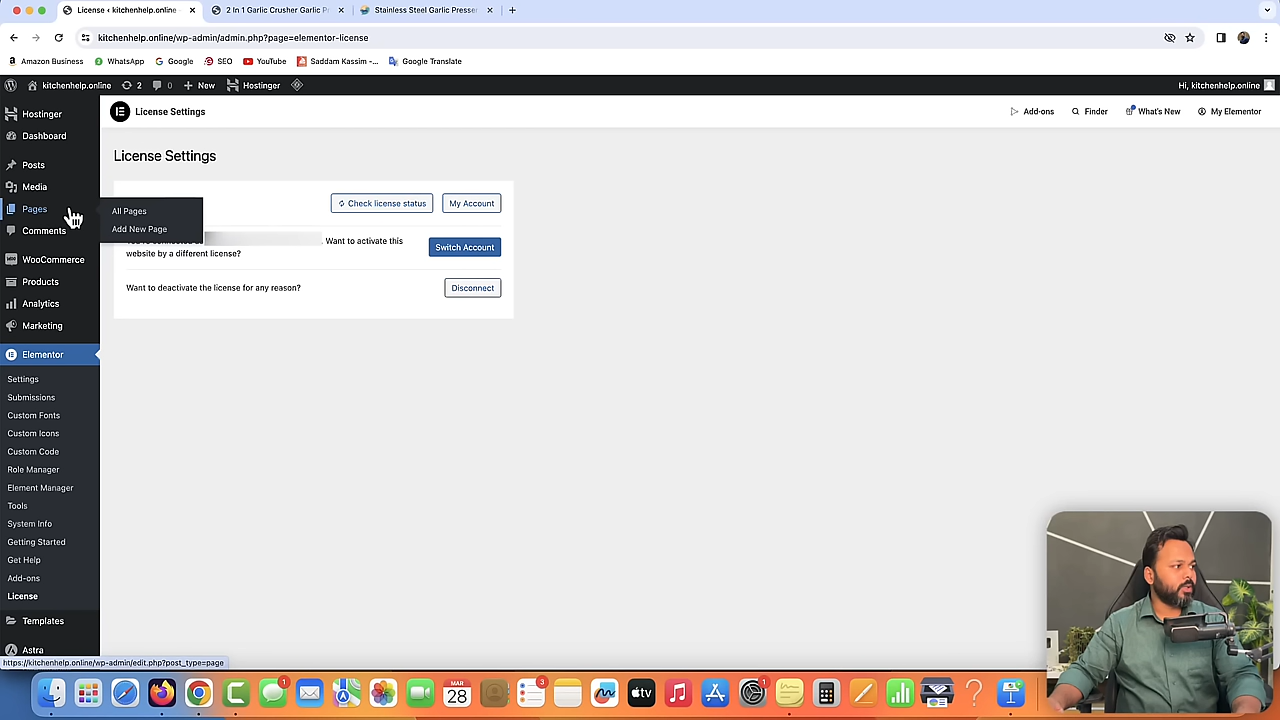 License ‹ kitchenhelp.online -
2 In 1 Garlic Crusher Garlic P
Stainless Steel Garlic Presser
kitchenhelp.online/wp-admin/admin.php?page=elementor-license
Amazon Business
WhatsApp
Google
SEO
YouTube
Saddam Kassim -...
Google Translate
kitchenhelp.online
2
0
New
Hostinger
Hi, kitchenhelp.online
Hostinger
License Settings
Add-ons
Finder
What's New
My Elementor
Dashboard
License Settings
Posts
Media
Check license status
My Account
Pages
All Pages
Add New Page
Comments
Want to activate this
website by a different license?
Switch Account
WooCommerce
Products
Want to deactivate the license for any reason?
Disconnect
Analytics
Marketing
Elementor
Settings
Submissions
Custom Fonts
Custom Icons
Custom Code
Role Manager
Element Manager
Tools
System Info
Getting Started
Get Help
Add-ons
License
Templates
Astra
https://kitchenhelp.online/wp-admin/edit.php?post_type=page
1
MAR
28
3
tv
1